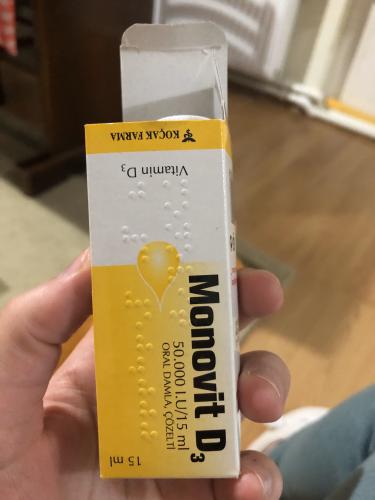 KOÇAK FARMA
Vitamin D3
Monovit D3
50.000 I.U/15 ml
ORAL DAMLA, ÇÖZELTİ
15 ml